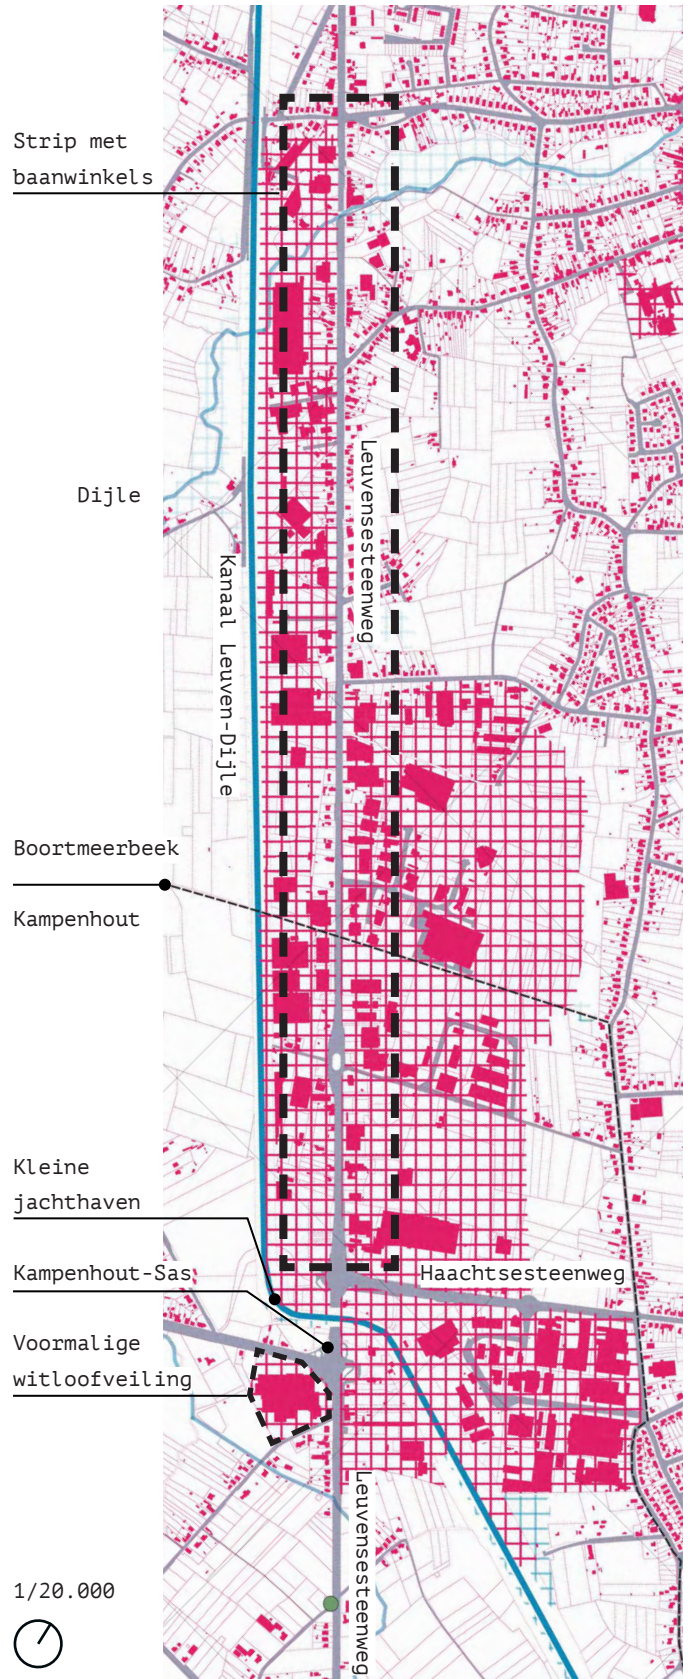 Strip met
baanwinkels
Leuvensesteenweg
Dijle
Kanaal Leuven-Dijle
Boortmeerbeek
Kampenhout
Kleine
jachthaven
Kampenhout-Sas
Haachtsesteenweg
Voormalige
witloofveiling
Leuvensesteenweg
1/20.000